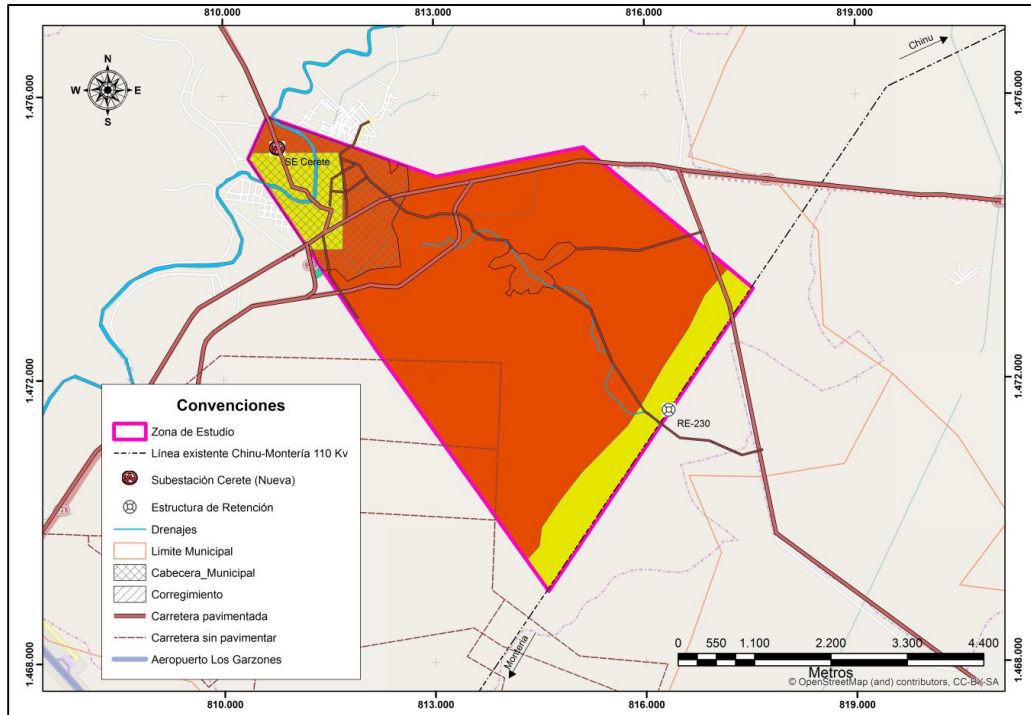 810.000 813.000 816.000 819.000
1.476.000
1.476.000
N
W E
S
Chinu
SE Cerete
1.472.000
1.472.000
RE-230
Convenciones
Zona de Estudio
Línea existente Chinu-Montería 110 Kv
Subestación Cerete (Nueva)
Estructura de Retención
Drenajes
Limite Municipal
Cabecera_Municipal
Corregimiento
Carretera pavimentada
Carretera sin pavimentar
Aeropuerto Los Garzones
Montería
0 550 1.100 2.200 3.300 4.400
Metros
© OpenStreetMap (and) contributors, CC-BY-SA
1.468.000
1.468.000
810.000 813.000 816.000 819.000